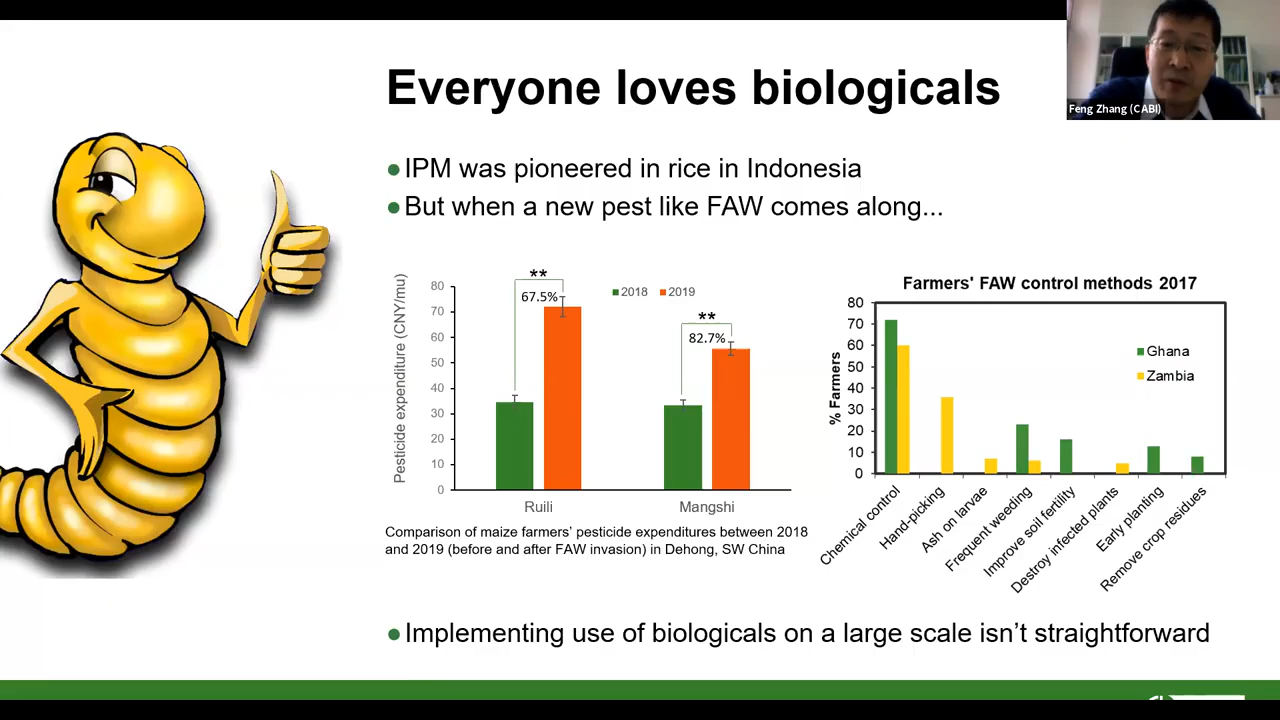 Everyone loves biologicals
Feng Zhang (CABI)
●IPM was pioneered in rice in Indonesia
●But when a new pest like FAW comes along...
Pesticide expenditure (CNY/mu)
80
70
60
50
40
30
20
10
0
**
67.5%
2018
2019
**
82.7%
Ruili
Mangshi
Comparison of maize farmers’ pesticide expenditures between 2018
and 2019 (before and after FAW invasion) in Dehong, SW China
Farmers' FAW control methods 2017
% Farmers
80
70
60
50
40
30
20
10
0
Ghana
Zambia
Chemical control
Hand-picking
Ash on larvae
Frequent weeding
Improve soil fertility
Destroy infected plants
Early planting
Remove crop residues
●Implementing use of biologicals on a large scale isn’t straightforward